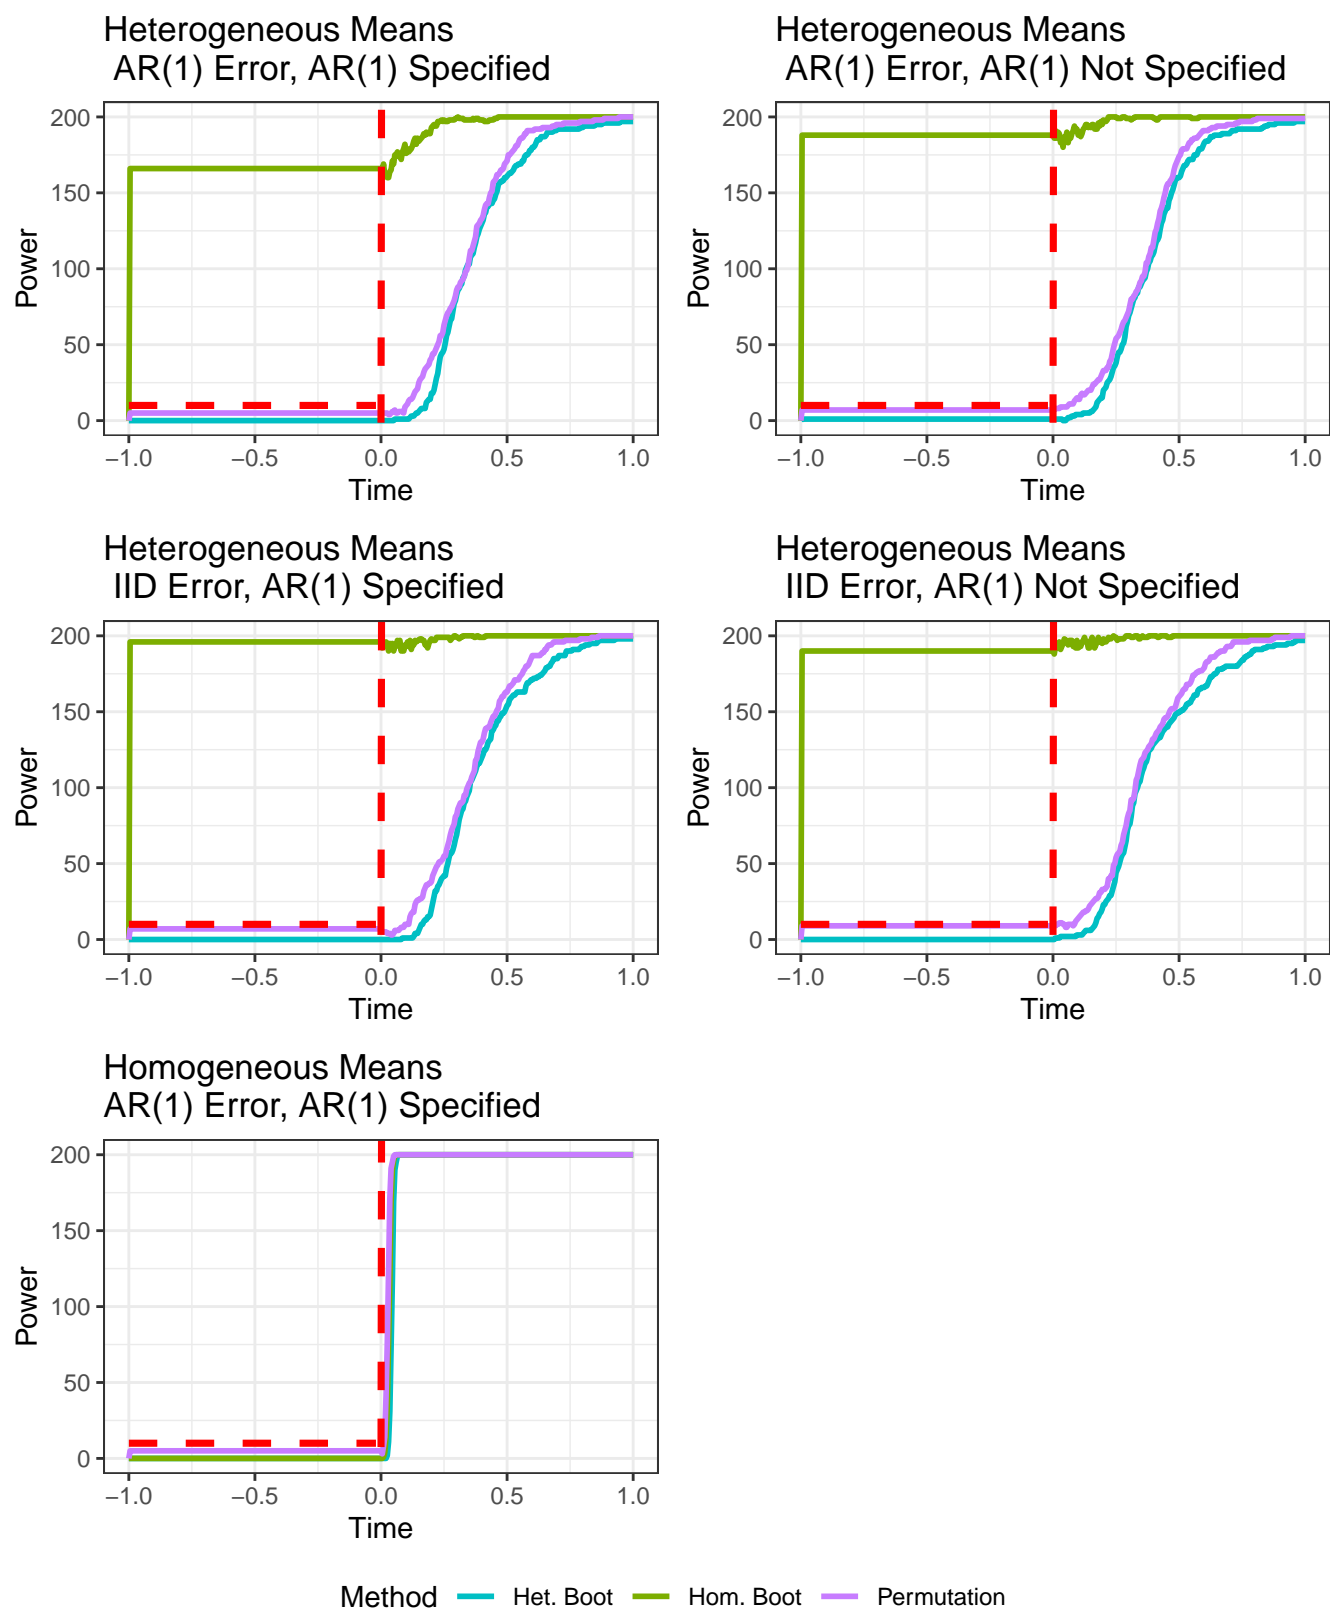 Heterogeneous Means
AR(1) Error, AR(1) Specified
200
150
100
50
0
Power
−1.0 −0.5 0.0 0.5 1.0
Time
Heterogeneous Means
AR(1) Error, AR(1) Not Specified
200
150
100
50
0
Power
−1.0 −0.5 0.0 0.5 1.0
Time
Heterogeneous Means
IID Error, AR(1) Specified
200
150
100
50
0
Power
−1.0 −0.5 0.0 0.5 1.0
Time
Heterogeneous Means
IID Error, AR(1) Not Specified
200
150
100
50
0
Power
−1.0 −0.5 0.0 0.5 1.0
Time
Homogeneous Means
AR(1) Error, AR(1) Specified
200
150
100
50
0
Power
−1.0 −0.5 0.0 0.5 1.0
Time
Method Het. Boot Hom. Boot Permutation